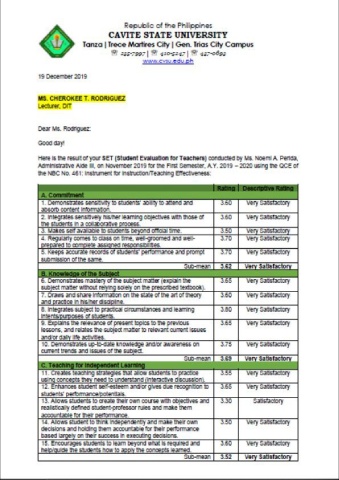 Republic of the Philippines
CAVITE STATE UNIVERSITY
Tanza | Trece Martires City | Gen. Trias City Campus
www.cvsu.edu.ph
19 December 2019
MS. CHEROKEE T. RODRIGUEZ
Lecturer, DIT
Dear Ms. Rodriguez:
Good day!
Here is the result of your SET (Student Evaluation for Teachers) conducted by Ms. Noemi A. Perida,
Administrative Aide III, on November 2019 for the First Semester, A.Y. 2019 – 2020 using the QCE of
the NBC No. 461: Instrument for Instruction/Teaching Effectiveness:
Rating Descriptive Rating
A. Commitment
1. Demonstrates sensitivity to students' ability to attend and 3.60 Very Satisfactory
absorb content information.
2. Integrates sensitively his/her learning objectives with those of 3.60 Very Satisfactory
the students in a collaborative process.
3. Makes self available to students beyond official time. 3.50 Very Satisfactory
4. Regularly comes to class on time, well-groomed and well- 3.70 Very Satisfactory
prepared to complete assigned responsibilities.
5. Keeps accurate records of students' performance and prompt 3.70 Very Satisfactory
submission of the same.
Sub-mean 3.62 Very Satisfactory
B. Knowledge of the Subject
6. Demonstrates mastery of the subject matter (explain the 3.65 Very Satisfactory
subject matter without relying solely on the prescribed textbook).
7. Draws and share information on the state of the art of theory 3.60 Very Satisfactory
and practice in his/her discipline.
8. Integrates subject to practical circumstances and learning 3.80 Very Satisfactory
intents/purposes of students.
9. Explains the relevance of present topics to the previous 3.65 Very Satisfactory
lessons, and relates the subject matter to relevant current issues
and/or daily life activities.
10. Demonstrates up-to-date knowledge and/or awareness on 3.75 Very Satisfactory
current trends and issues of the subject.
Sub-mean 3.69 Very Satisfactory
C. Teaching for Independent Learning
11. Creates teaching strategies that allow students to practice 3.55 Very Satisfactory
using concepts they need to understand (interactive discussion).
12. Enhances student self-esteem and/or gives due recognition to 3.65 Very Satisfactory
students' performance/potentials.
13. Allows students to create their own course with objectives and 3.30 Satisfactory
realistically defined student-professor rules and make them
accountable for their performance.
14. Allows student to think independently and make their own 3.50 Very Satisfactory
decisions and holding them accountable for their performance
based largely on their success in executing decisions.
15. Encourages students to learn beyond what is required and 3.60 Very Satisfactory
help/guide the students how to apply the concepts learned.
Sub-mean 3.52 Very Satisfactory